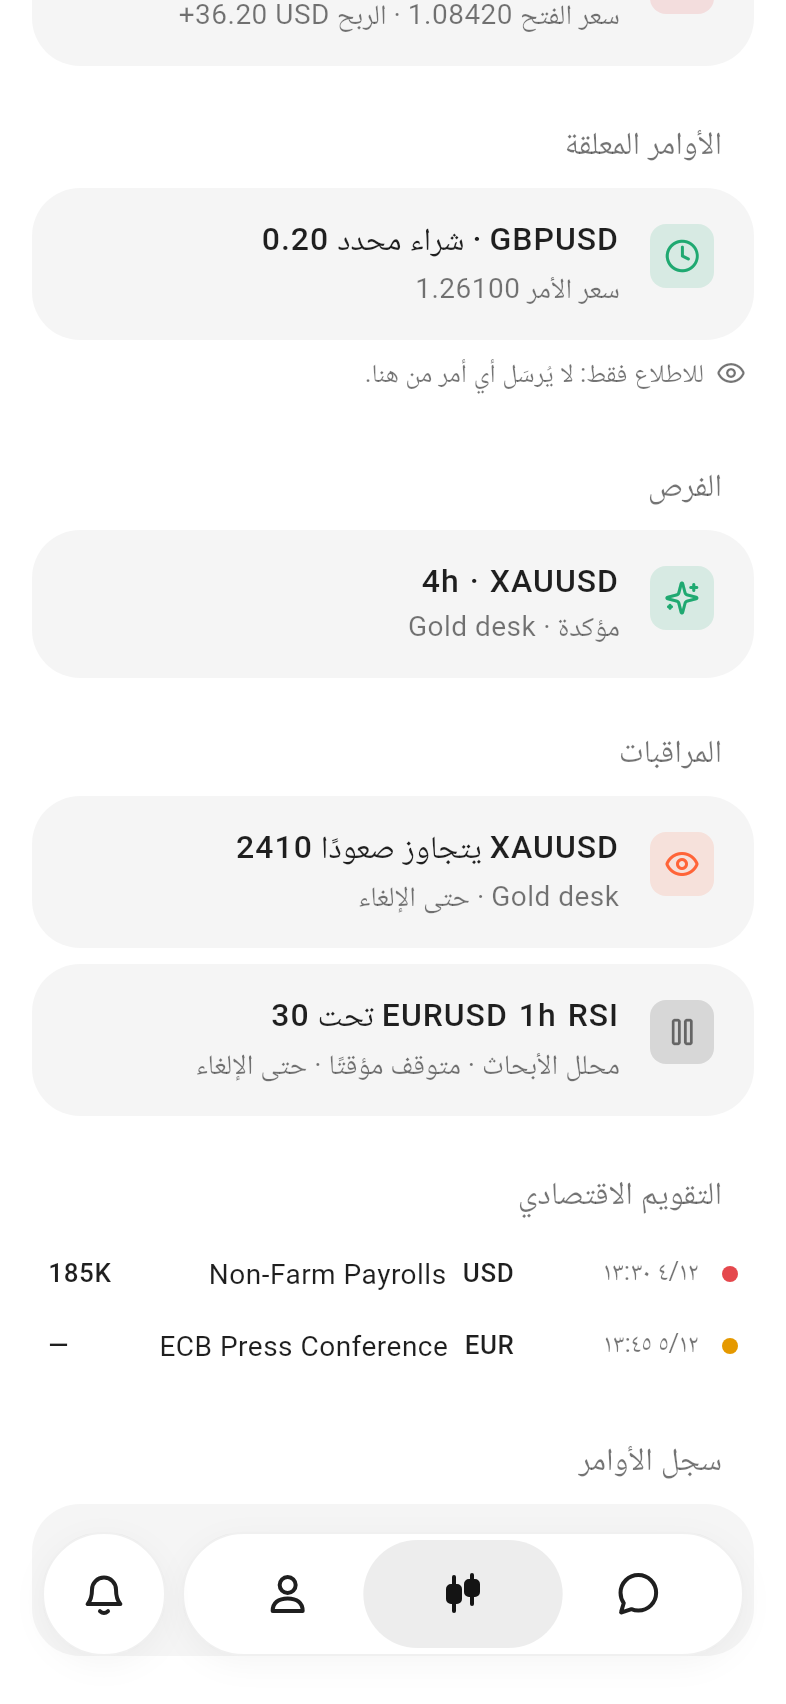 سعر الفتح 1.08420 · الربح 36.20 USD+
الأوامر المعلقة
GBPUSD · شراء محدد 0.20
سعر الأمر 1.26100
للاطلاع فقط: لا يُرسَل أي أمر من هنا.
الفرص
4h · XAUUSD
مؤكدة · Gold desk
المراقبات
XAUUSD يتجاوز صعودًا 2410
Gold desk · حتى الإلغاء
EURUSD 1h RSI تحت 30
محلل الأبحاث · متوقف مؤقتًا · حتى الإلغاء
التقويم الاقتصادي
٤/١٢ ١٣:٣٠ USD Non-Farm Payrolls 185K
٥/١٢ ١٣:٤٥ EUR ECB Press Conference —
سجل الأوامر